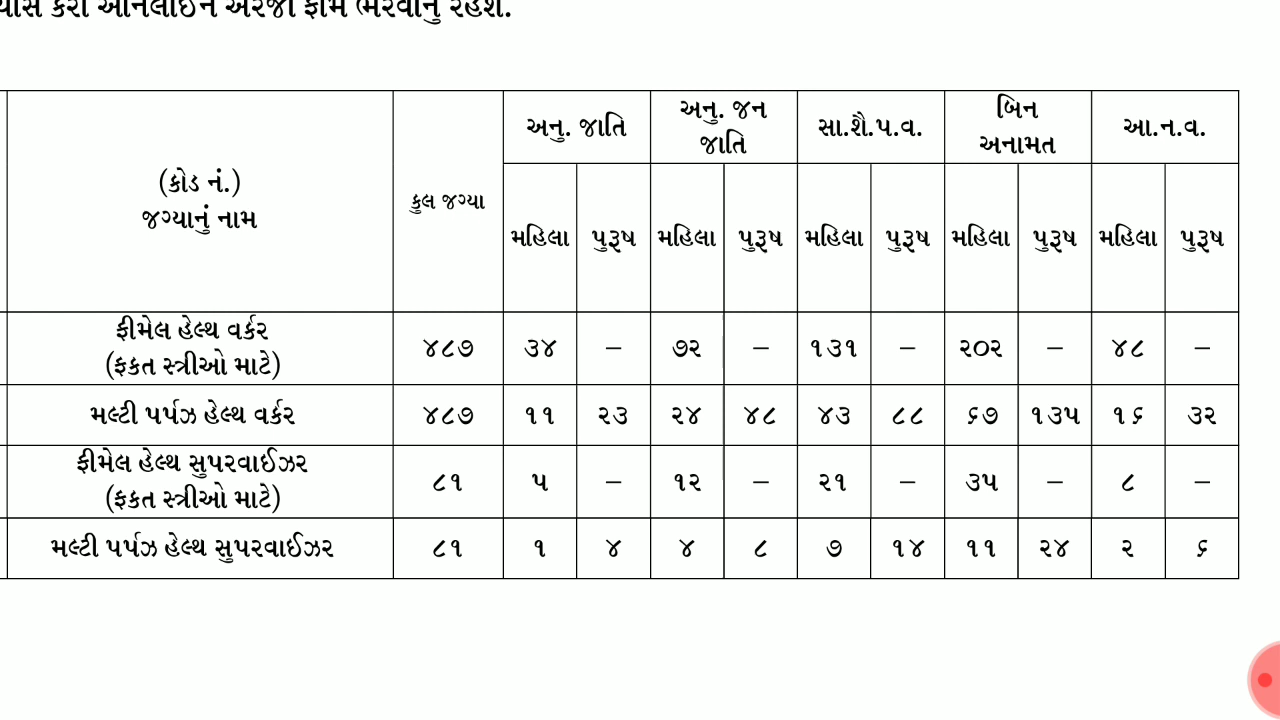 કરી ઓનલાઈન અરજી ફોર્મ ભરવાનું રહેશે.
(કોડ નં.)
જગ્યાનું નામ
કુલ જગ્યા
અનુ. જાતિ
અનુ. જન
જાતિ
સા.શૈ.પ.વ.
બિન
અનામત
આ.ન.વ.
મહિલા પુરૂષ મહિલા પુરૂષ મહિલા પુરૂષ મહિલા પુરૂષ મહિલા પુરૂષ
ફીમેલ હેલ્થ વર્કર
(ફકત સ્ત્રીઓ માટે)
૪૮૭ ૩૪ – ૭૨ – ૧૩૧ – ૨૦૨ – ૪૮ –
મલ્ટી પર્પઝ હેલ્થ વર્કર ૪૮૭ ૧૧ ૨૩ ૨૪ ૪૮ ૪૩ ૮૮ ૬૭ ૧૩૫ ૧૬ ૩૨
ફીમેલ હેલ્થ સુપરવાઈઝર
(ફકત સ્ત્રીઓ માટે)
૮૧ ૫ – ૧૨ – ૨૧ – ૩૫ – ૮ –
મલ્ટી પર્પઝ હેલ્થ સુપરવાઈઝર ૮૧ ૧ ૪ ૪ ૮ ૭ ૧૪ ૧૧ ૨૪ ૨ ૬